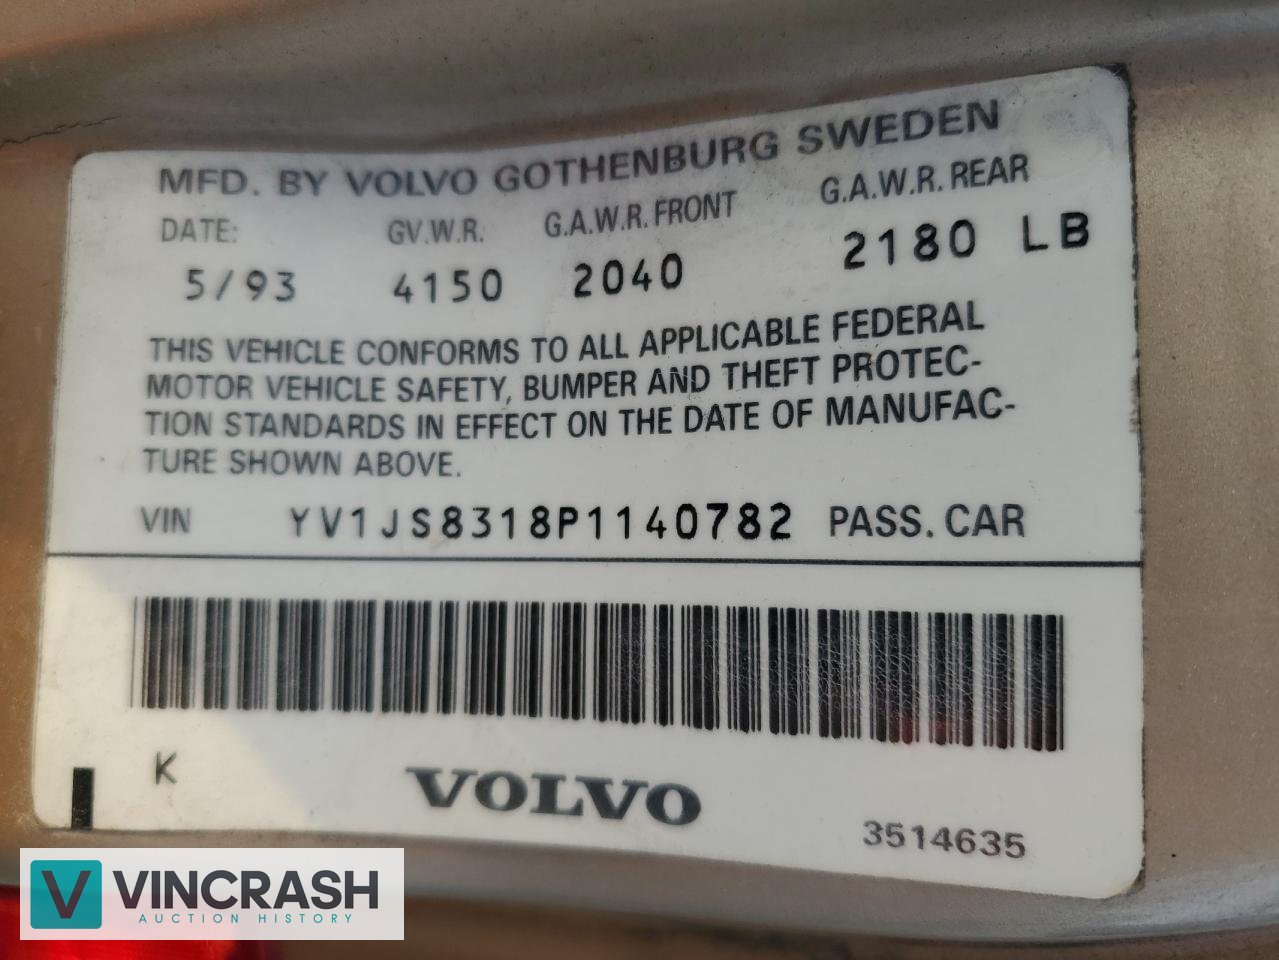 MFD. BY VOLVO GOTHENBURG SWEDEN
DATE: GV.W.R. G.A.W.R. FRONT G.A.W.R. REAR
5/93 4150 2040 2180 LB
THIS VEHICLE CONFORMS TO ALL APPLICABLE FEDERAL
MOTOR VEHICLE SAFETY, BUMPER AND THEFT PROTEC-
TION STANDARDS IN EFFECT ON THE DATE OF MANUFAC-
TURE SHOWN ABOVE.
VIN YV1JS8318P1140782 PASS. CAR
K VOLVO 3514635
V VINCRASH
AUCTION HISTORY